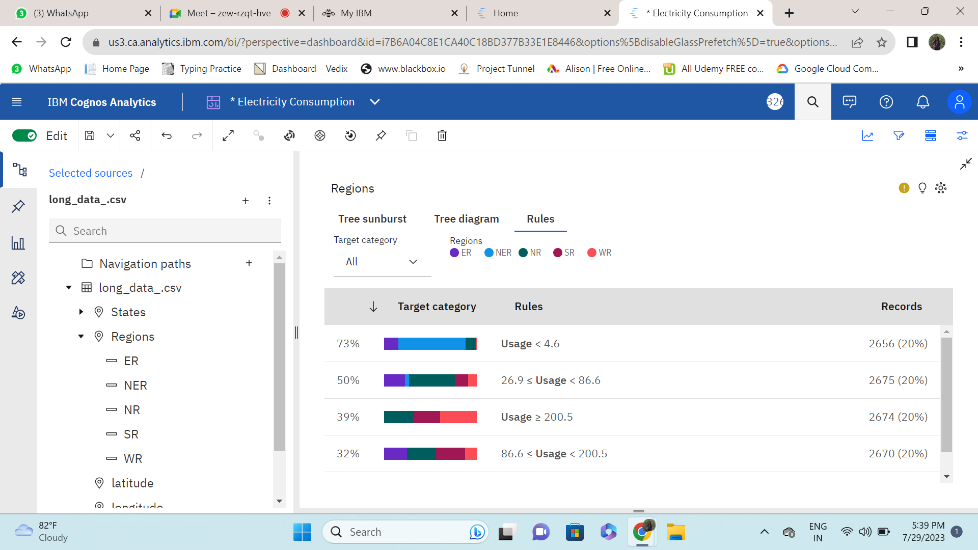 (3) WhatsApp
Meet – zew-rzqt-hve
My IBM
Home
* Electricity Consumption
us3.ca.analytics.ibm.com/bi/?perspective=dashboard&id=i7B6A04C8E1CA40C18BD377B33E1E8446&options%5BdisableGlassPrefetch%5D=true&options...
WhatsApp
Home Page
Typing Practice
Dashboard
Vedix
www.blackbox.io
Project Tunnel
Alison | Free Online...
All Udemy FREE co...
Google Cloud Com...
»
IBM Cognos Analytics
* Electricity Consumption
326
Edit
Selected sources /
long_data_.csv
Search
Navigation paths
long_data_.csv
States
Regions
ER
NER
NR
SR
WR
latitude
longitude
Regions
Tree sunburst
Tree diagram
Rules
Target category
All
Regions
ER NER NR SR WR
Target category Rules Records
73% Usage < 4.6 2656 (20%)
50% 26.9 ≤ Usage < 86.6 2675 (20%)
39% Usage ≥ 200.5 2674 (20%)
32% 86.6 ≤ Usage < 200.5 2670 (20%)
82°F
Cloudy
Search
ENG
IN
5:39 PM
7/29/2023
1